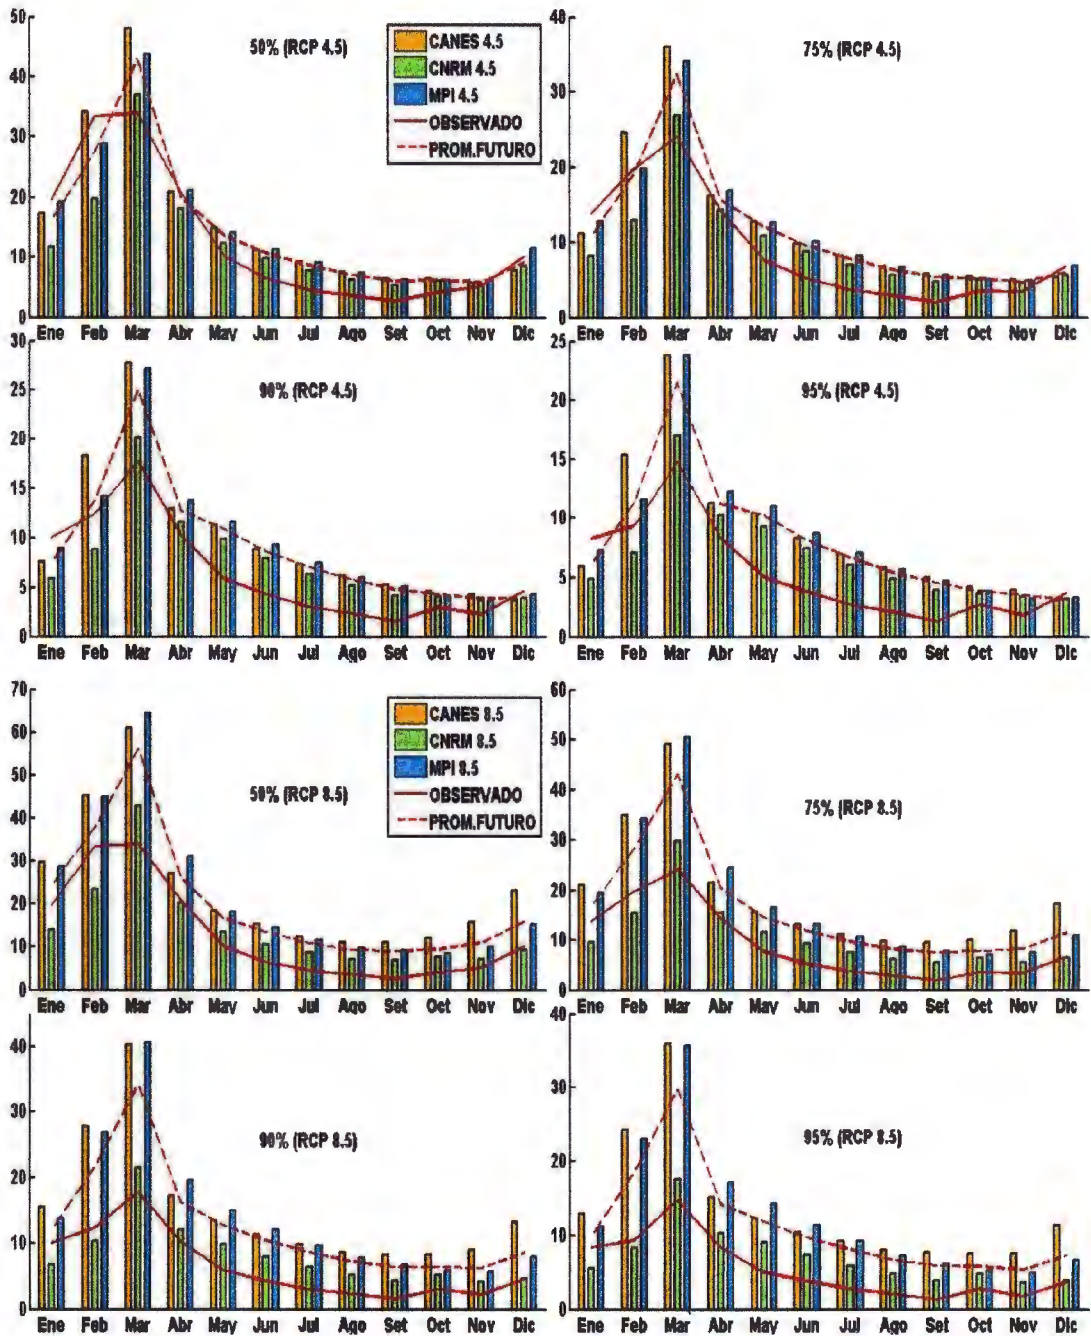 50
40
30
20
10
0
50% (RCP 4.5)
CANES 4.5
CNRM 4.5
MPI 4.5
OBSERVADO
PROM.FUTURO
Ene Feb Mar Abr May Jun Jul Ago Set Oct Nov Dic
40
30
20
10
0
75% (RCP 4.5)
Ene Feb Mar Abr May Jun Jul Ago Set Oct Nov Dic
30
25
20
15
10
5
0
90% (RCP 4.5)
Ene Feb Mar Abr May Jun Jul Ago Set Oct Nov Dic
25
20
15
10
5
0
95% (RCP 4.5)
Ene Feb Mar Abr May Jun Jul Ago Set Oct Nov Dic
70
60
50
40
30
20
10
0
50% (RCP 8.5)
CANES 8.5
CNRM 8.5
MPI 8.5
OBSERVADO
PROM.FUTURO
Ene Feb Mar Abr May Jun Jul Ago Set Oct Nov Dic
60
50
40
30
20
10
0
75% (RCP 8.5)
Ene Feb Mar Abr May Jun Jul Ago Set Oct Nov Dic
40
30
20
10
0
90% (RCP 8.5)
Ene Feb Mar Abr May Jun Jul Ago Set Oct Nov Dic
40
30
20
10
0
95% (RCP 8.5)
Ene Feb Mar Abr May Jun Jul Ago Set Oct Nov Dic